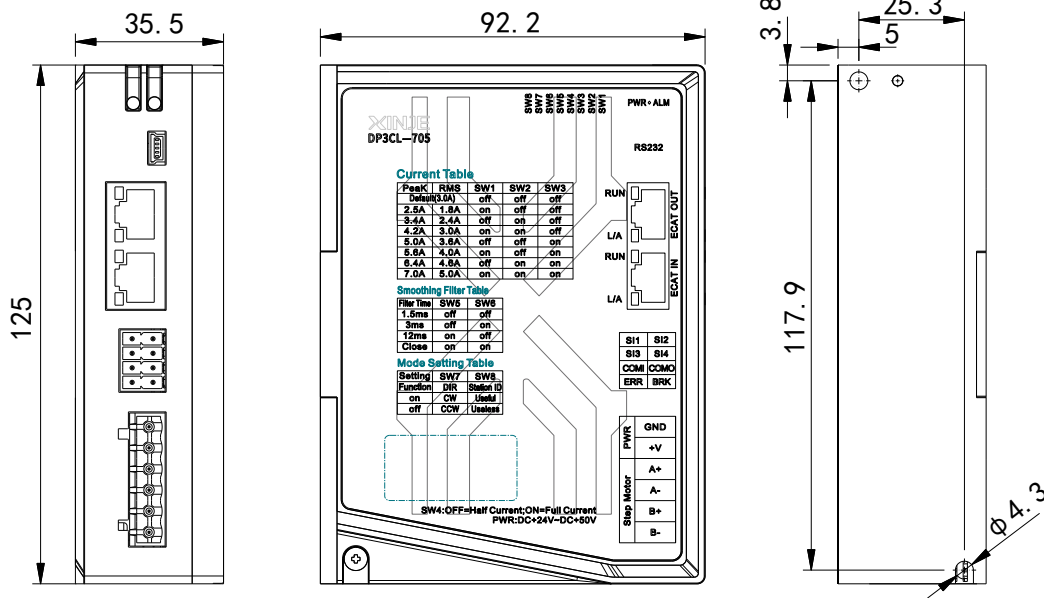 35.5
92.2
25.3
5
3.8
125
117.9
φ4.3
SW8
SW7
SW6
SW5
SW4
SW3
SW2
SW1
PWR ALM
XINJE
DP3CL—705
RS232
Current Table
Peak RMS SW1 SW2 SW3
Default(3.0A) off off off
2.5A 1.8A on off off
3.4A 2.4A off on off
4.2A 3.0A on on off
5.0A 3.6A off off on
5.6A 4.0A on off on
6.4A 4.6A off on on
7.0A 5.0A on on on
RUN
L/A
ECAT OUT
RUN
L/A
ECAT IN
Smoothing Filter Table
Filter Time SW5 SW6
1.5ms off off
3ms off on
12ms on off
Close on on
Mode Setting Table
Setting SW7 SW8
Function DIR Station ID
on CW Useful
off CCW Useless
SI1 SI2
SI3 SI4
COMI COMO
ERR BRK
PWR
GND
+V
Step Motor
A+
A-
B+
B-
SW4:OFF=Half Current;ON=Full Current
PWR:DC+24V~DC+50V